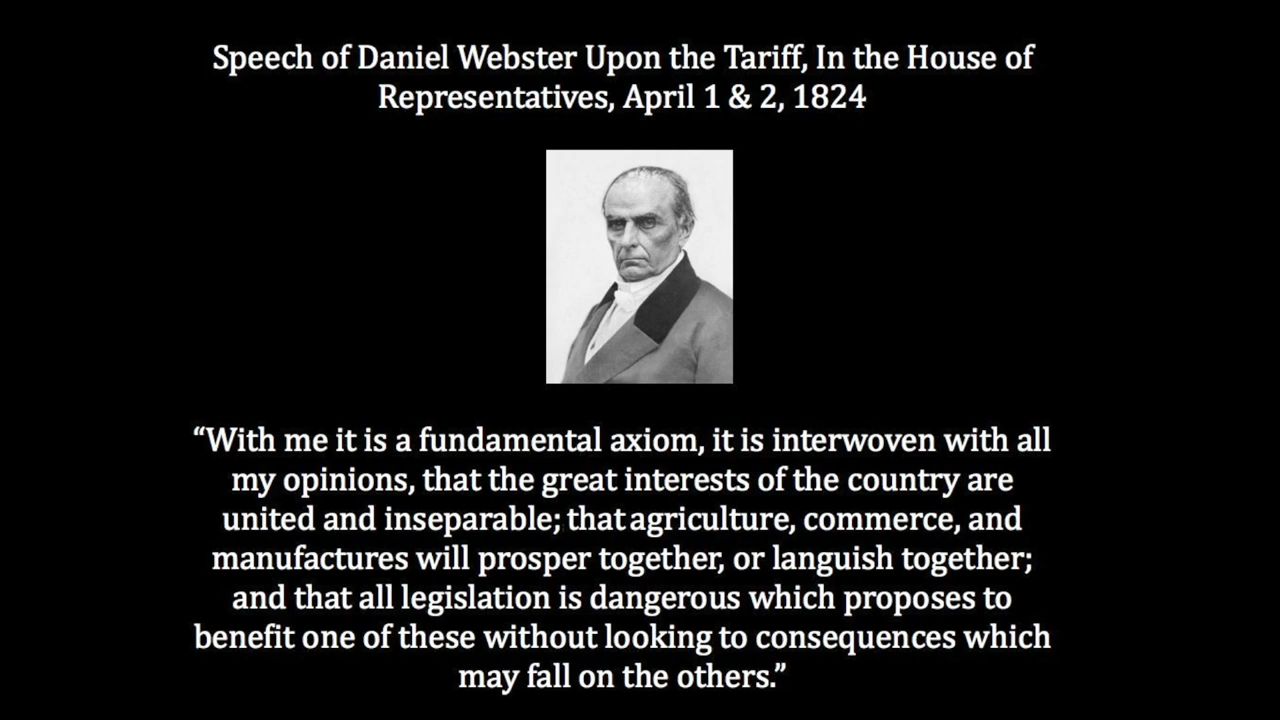 Speech of Daniel Webster Upon the Tariff, In the House of
Representatives, April 1 & 2, 1824
“With me it is a fundamental axiom, it is interwoven with all
my opinions, that the great interests of the country are
united and inseparable; that agriculture, commerce, and
manufactures will prosper together, or languish together;
and that all legislation is dangerous which proposes to
benefit one of these without looking to consequences which
may fall on the others.”